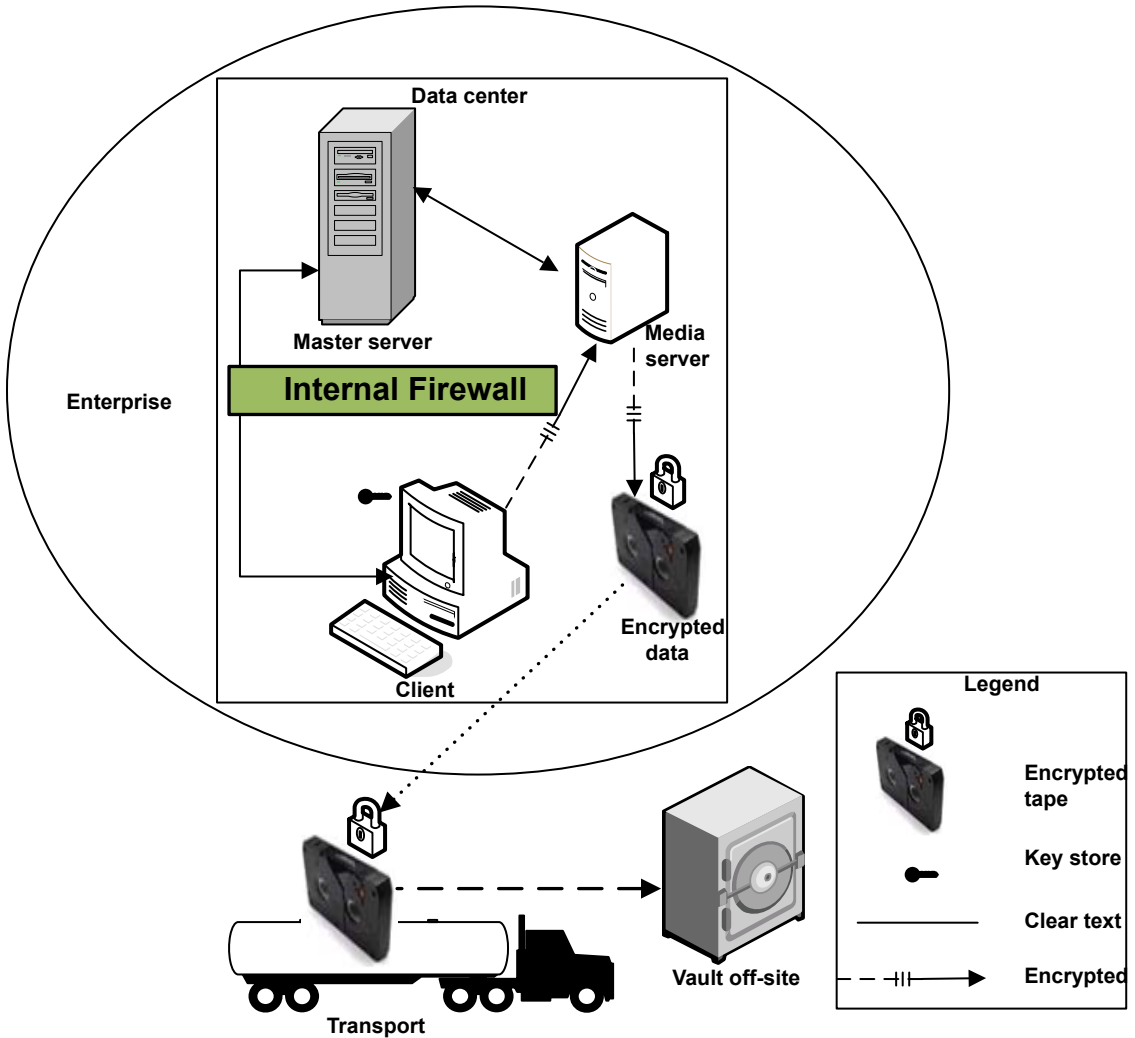 Data center
Master server
Media
server
Internal Firewall
Enterprise
Encrypted
data
Client
Legend
Encrypted
tape
Key store
Clear text
Encrypted
Vault off-site
Transport